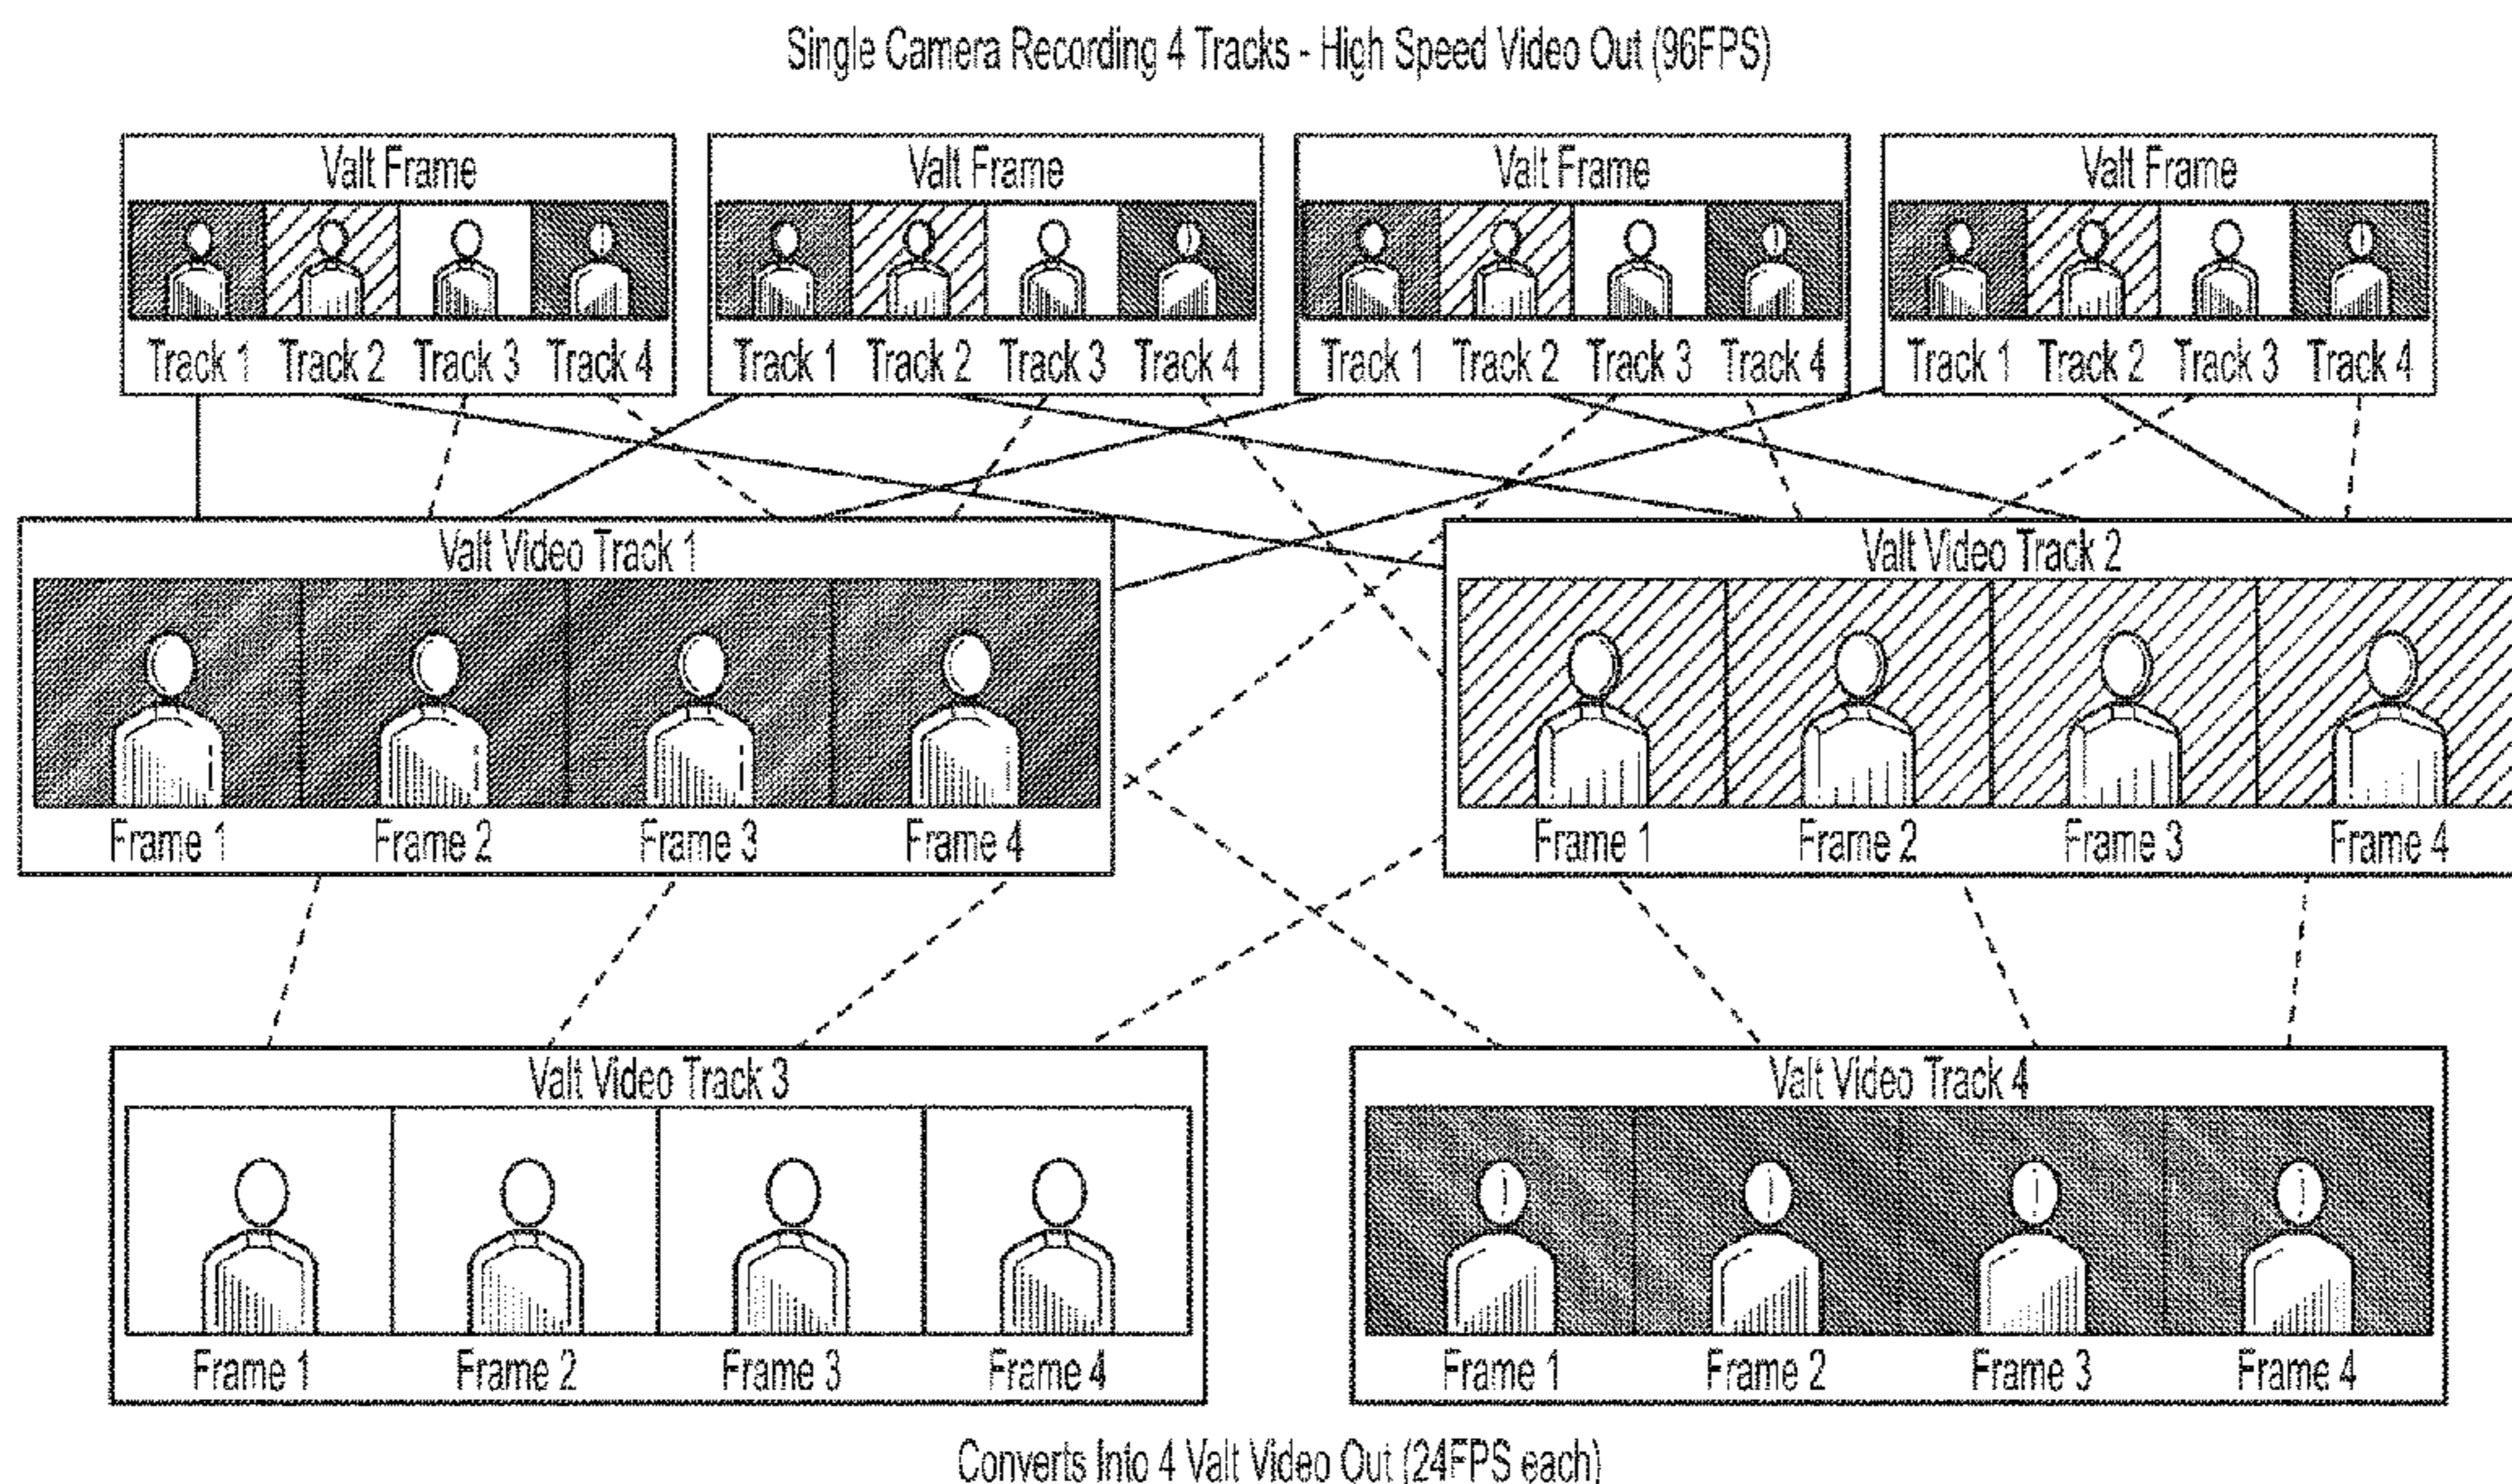 Single Camera Recording 4 Tracks - High Speed Video Out (96FPS)
Valt Frame
Valt Frame
Valt Frame
Valt Frame
Track 1 Track 2 Track 3 Track 4
Track 1 Track 2 Track 3 Track 4
Track 1 Track 2 Track 3 Track 4
Track 1 Track 2 Track 3 Track 4
Valt Video Track 1
Frame 1 Frame 2 Frame 3 Frame 4
Valt Video Track 2
Frame 1 Frame 2 Frame 3 Frame 4
Valt Video Track 3
Frame 1 Frame 2 Frame 3 Frame 4
Valt Video Track 4
Frame 1 Frame 2 Frame 3 Frame 4
Converts Into 4 Valt Video Out (24FPS each)